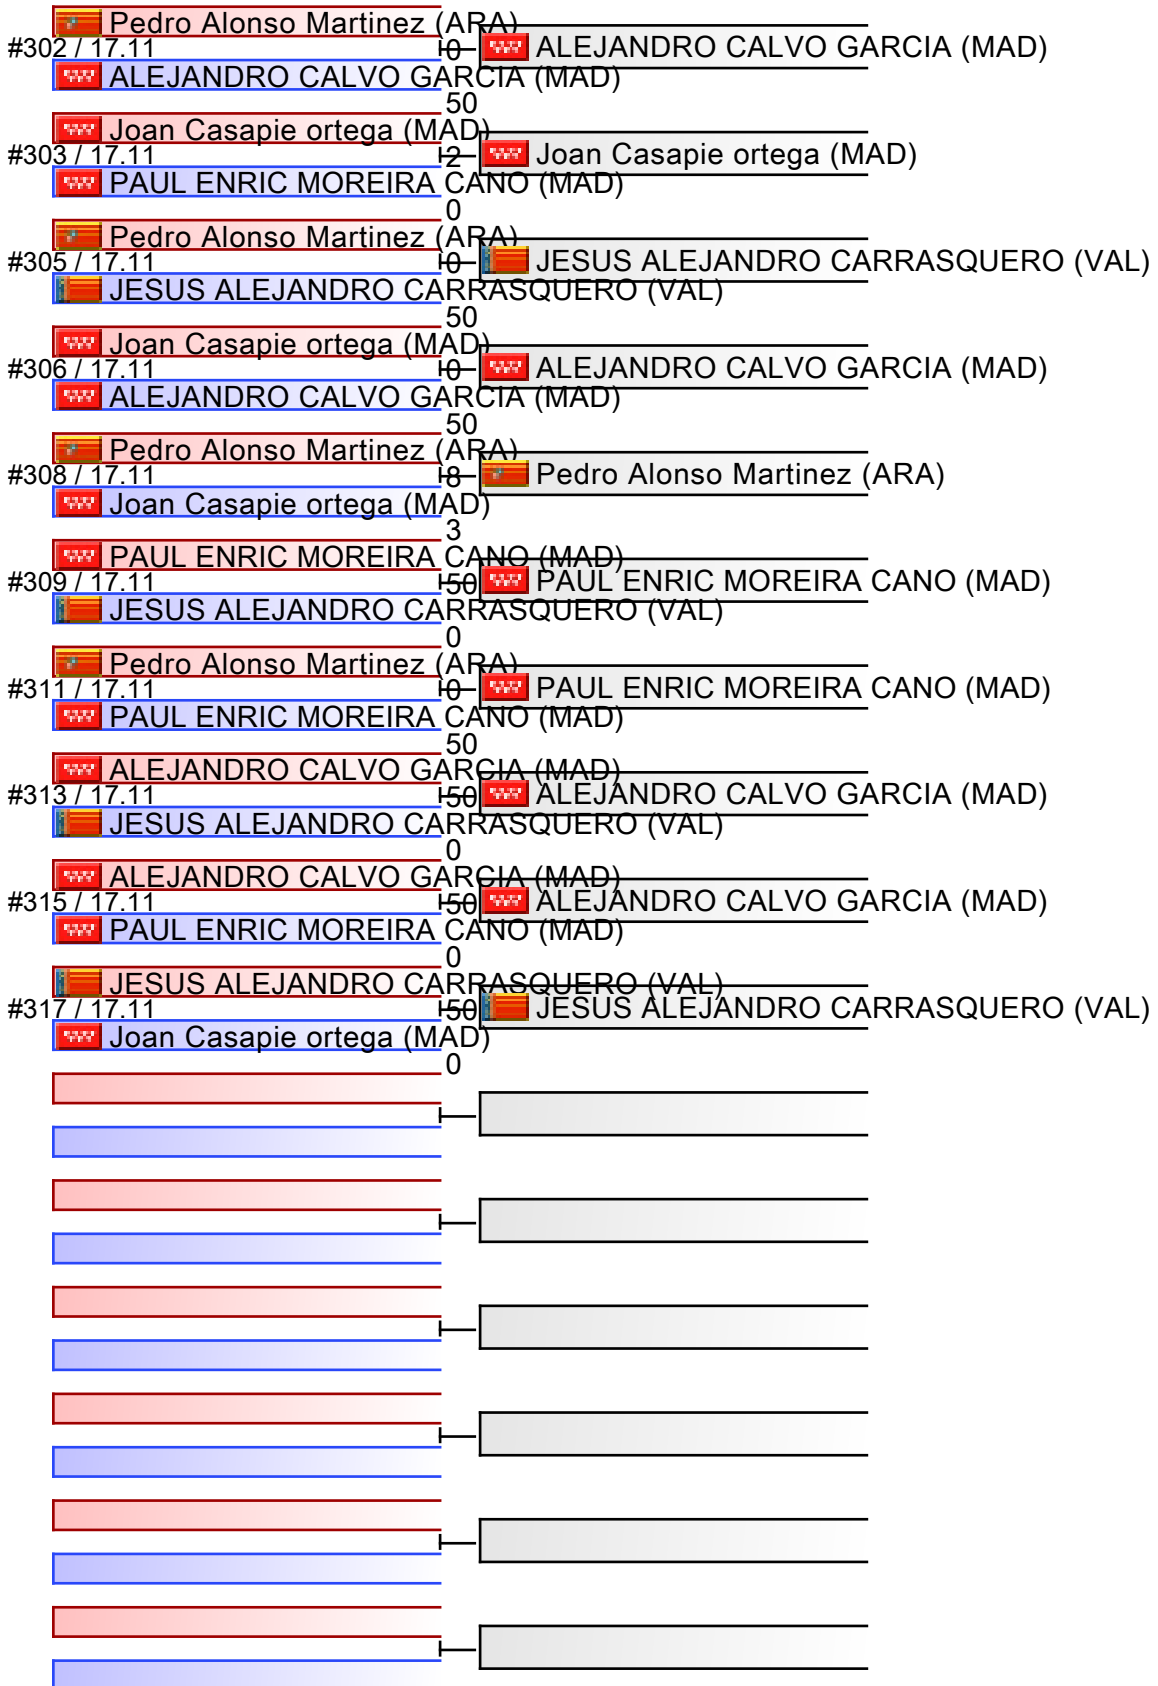 Pedro Alonso Martinez (ARA)
#302 / 17.11
0
ALEJANDRO CALVO GARCIA (MAD)
ALEJANDRO CALVO GARCIA (MAD)
50
Joan Casapie ortega (MAD)
#303 / 17.11
2
Joan Casapie ortega (MAD)
PAUL ENRIC MOREIRA CANO (MAD)
0
Pedro Alonso Martinez (ARA)
#305 / 17.11
0
JESUS ALEJANDRO CARRASQUERO (VAL)
JESUS ALEJANDRO CARRASQUERO (VAL)
50
Joan Casapie ortega (MAD)
#306 / 17.11
0
ALEJANDRO CALVO GARCIA (MAD)
ALEJANDRO CALVO GARCIA (MAD)
50
Pedro Alonso Martinez (ARA)
#308 / 17.11
8
Pedro Alonso Martinez (ARA)
Joan Casapie ortega (MAD)
3
PAUL ENRIC MOREIRA CANO (MAD)
#309 / 17.11
50
PAUL ENRIC MOREIRA CANO (MAD)
JESUS ALEJANDRO CARRASQUERO (VAL)
0
Pedro Alonso Martinez (ARA)
#311 / 17.11
0
PAUL ENRIC MOREIRA CANO (MAD)
PAUL ENRIC MOREIRA CANO (MAD)
50
ALEJANDRO CALVO GARCIA (MAD)
#313 / 17.11
50
ALEJANDRO CALVO GARCIA (MAD)
JESUS ALEJANDRO CARRASQUERO (VAL)
0
ALEJANDRO CALVO GARCIA (MAD)
#315 / 17.11
50
ALEJANDRO CALVO GARCIA (MAD)
PAUL ENRIC MOREIRA CANO (MAD)
0
JESUS ALEJANDRO CARRASQUERO (VAL)
#317 / 17.11
50
JESUS ALEJANDRO CARRASQUERO (VAL)
Joan Casapie ortega (MAD)
0